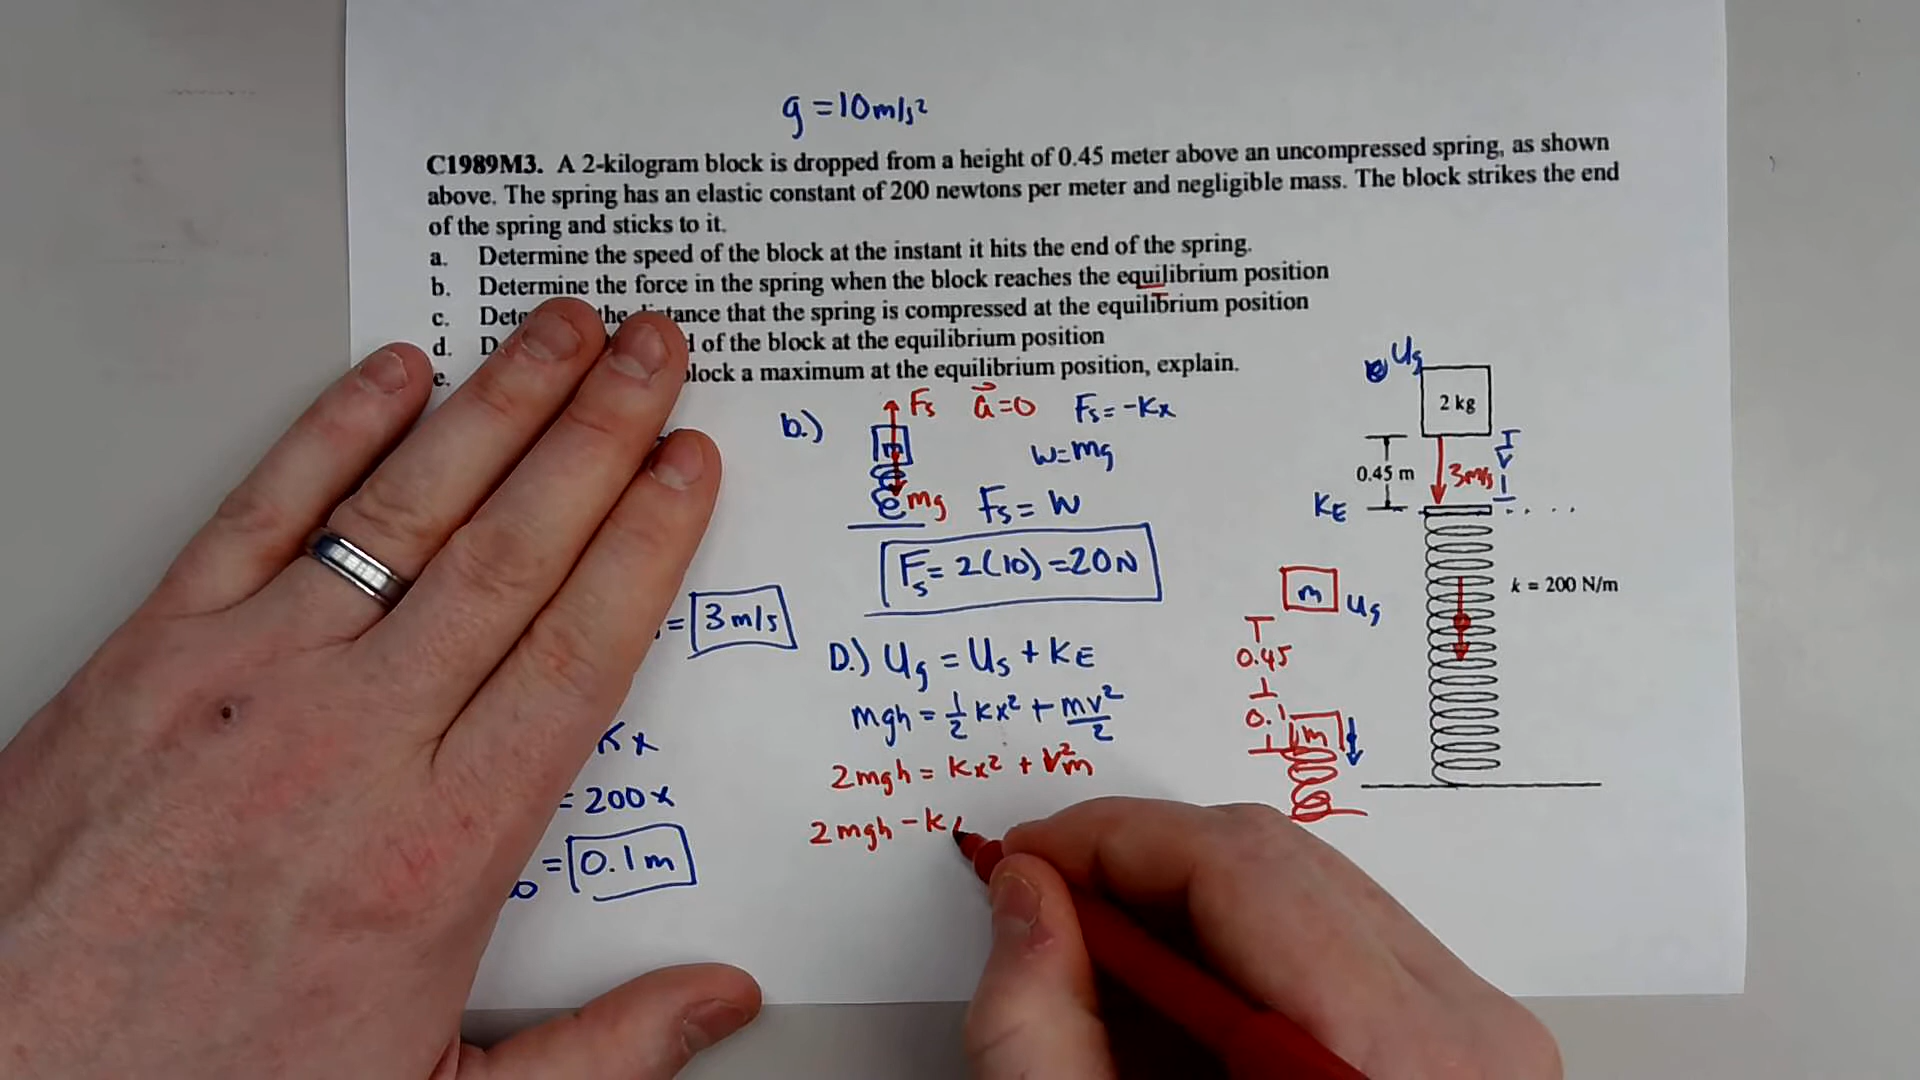 g = 10 m/s²
C1989M3. A 2-kilogram block is dropped from a height of 0.45 meter above an uncompressed spring, as shown
above. The spring has an elastic constant of 200 newtons per meter and negligible mass. The block strikes the end
of the spring and sticks to it.
a. Determine the speed of the block at the instant it hits the end of the spring.
b. Determine the force in the spring when the block reaches the equilibrium position
c. Dete the distance that the spring is compressed at the equilibrium position
d. D of the block at the equilibrium position
e. block a maximum at the equilibrium position, explain.
b.)
Fs
a⃗=0
Fs = -Kx
m
w=mg
mg
Fs = W
Fs = 2(10) = 20N
= 3 m/s
D.) Ug = Us + KE
mgh = ½ Kx² + mv²/2
2mgh = Kx² + V²m
2mgh - k
Kx
= 200x
= 0.1m
Ug
2 kg
0.45 m
3m/s
KE
k = 200 N/m
m
Ug
0.45
0.1
m